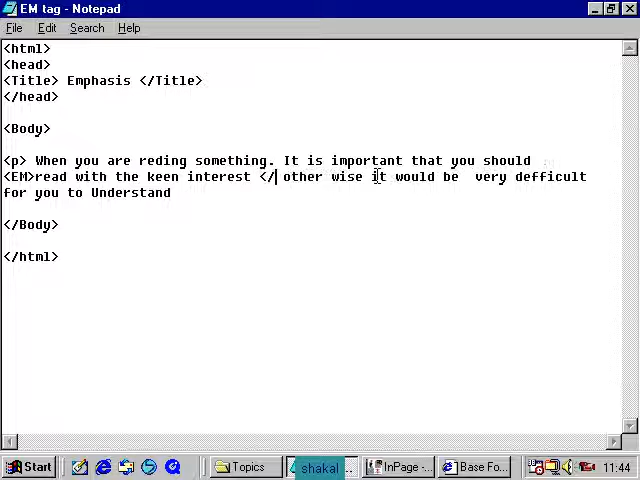 EM tag - Notepad
File Edit Search Help
<html>
<head>
<Title> Emphasis </Title>
</head>
<Body>
<p> When you are reding something. It is important that you should
<EM>read with the keen interest </ other wise it would be  very defficult
for you to Understand
</Body>
</html>
Start Topics shakal .. InPage -... Base Fo... 11:44